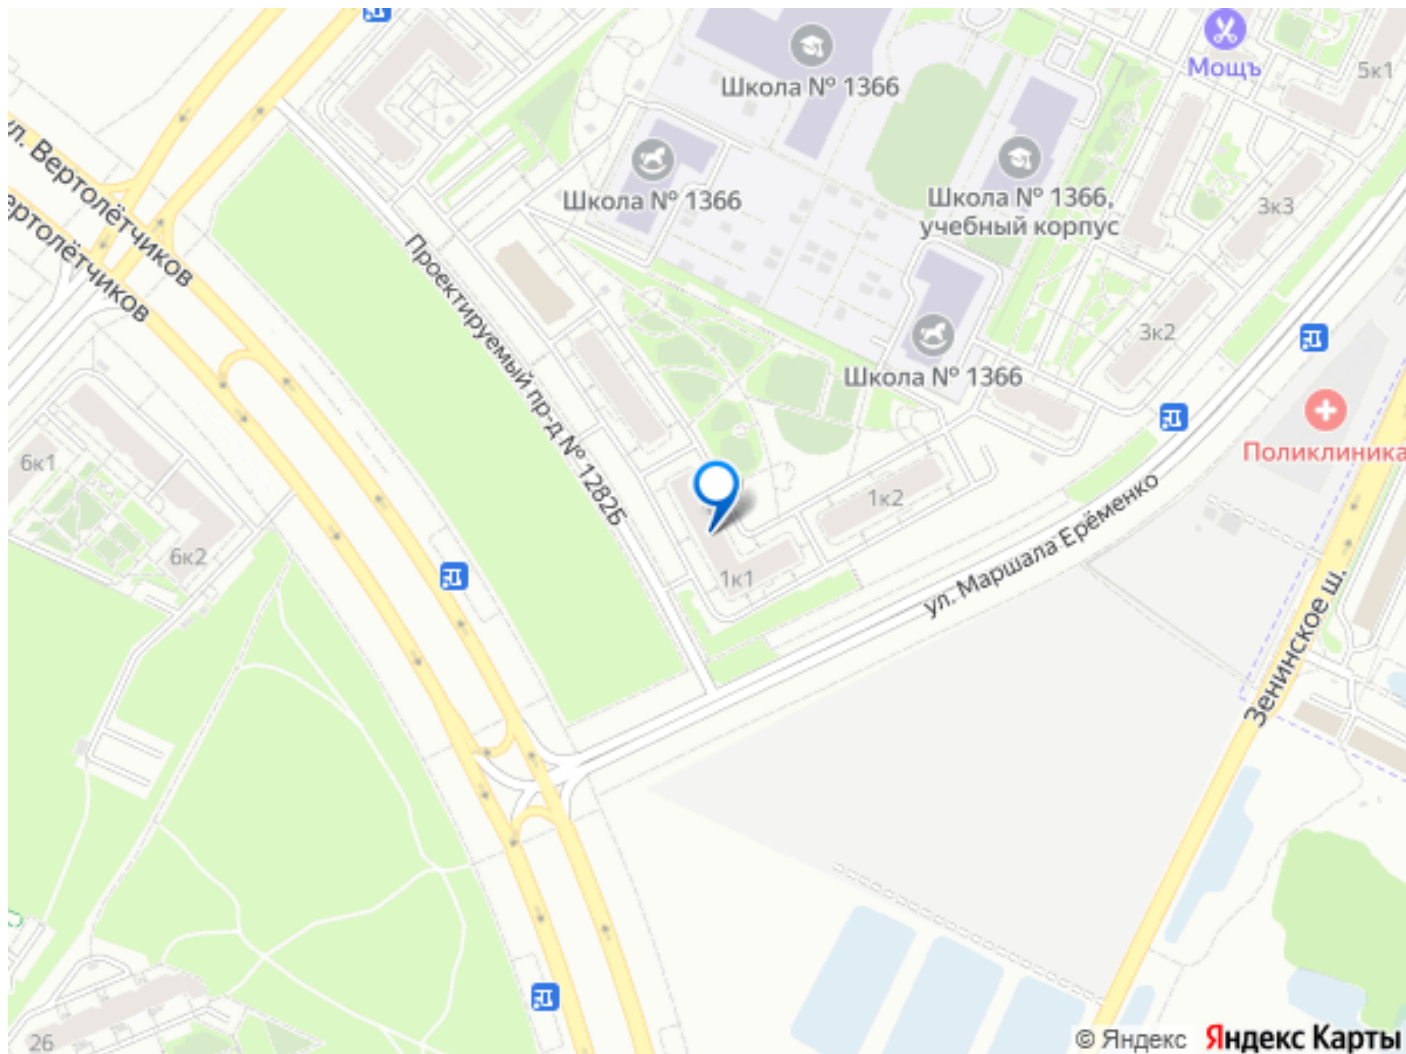 Школа № 1366
Мощъ
5к1
ул. Вертолётчиков
Вертолётчиков
Школа № 1366
Школа № 1366,
учебный корпус
3к3
Проектируемый пр-д № 1282Б
3к2
Школа № 1366
Поликлиника
6к1
1к2
6к2
1к1
ул. Маршала Ерёменко
Зенинское ш.
26
© Яндекс
Яндекс Карты